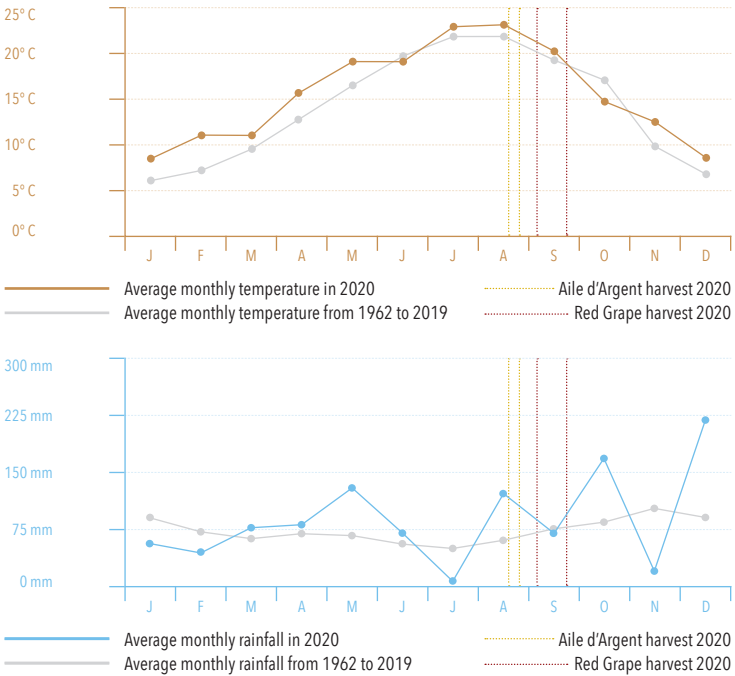 25° C
20° C
15° C
10° C
5° C
0° C
J F M A M J J A S O N D
Average monthly temperature in 2020 Aile d'Argent harvest 2020
Average monthly temperature from 1962 to 2019 Red Grape harvest 2020
300 mm
225 mm
150 mm
75 mm
0 mm
J F M A M J J A S O N D
Average monthly rainfall in 2020 Aile d'Argent harvest 2020
Average monthly rainfall from 1962 to 2019 Red Grape harvest 2020